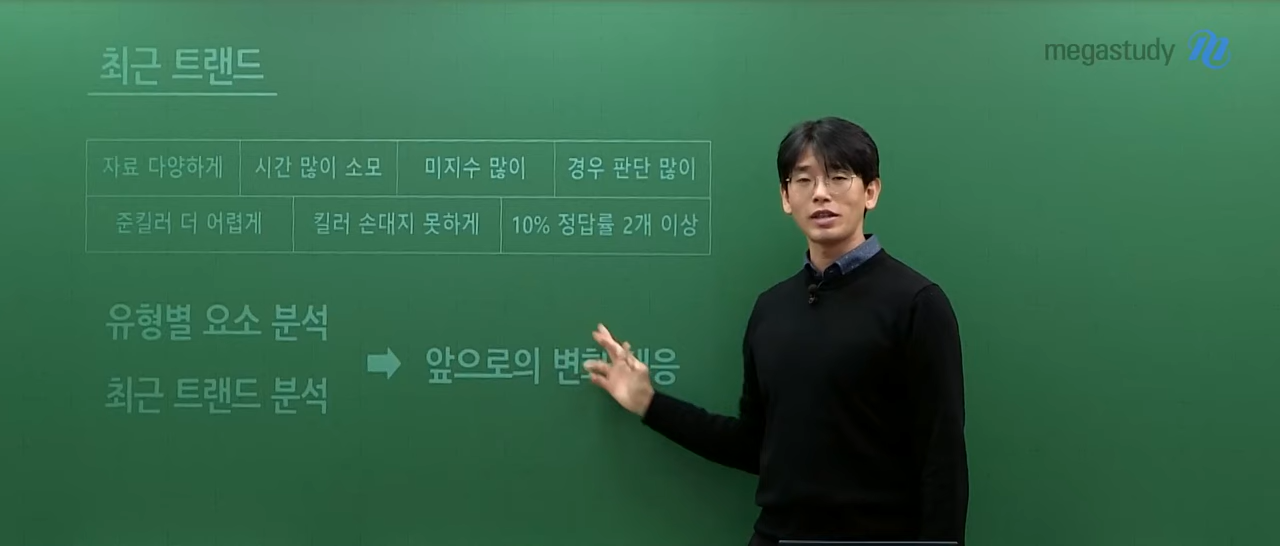 최근 트랜드
megastudy
자료 다양하게 시간 많이 소모 미지수 많이 경우 판단 많이
준킬러 더 어렵게 킬러 손대지 못하게 10% 정답률 2개 이상
유형별 요소 분석
앞으로의
최근 트랜드 분석